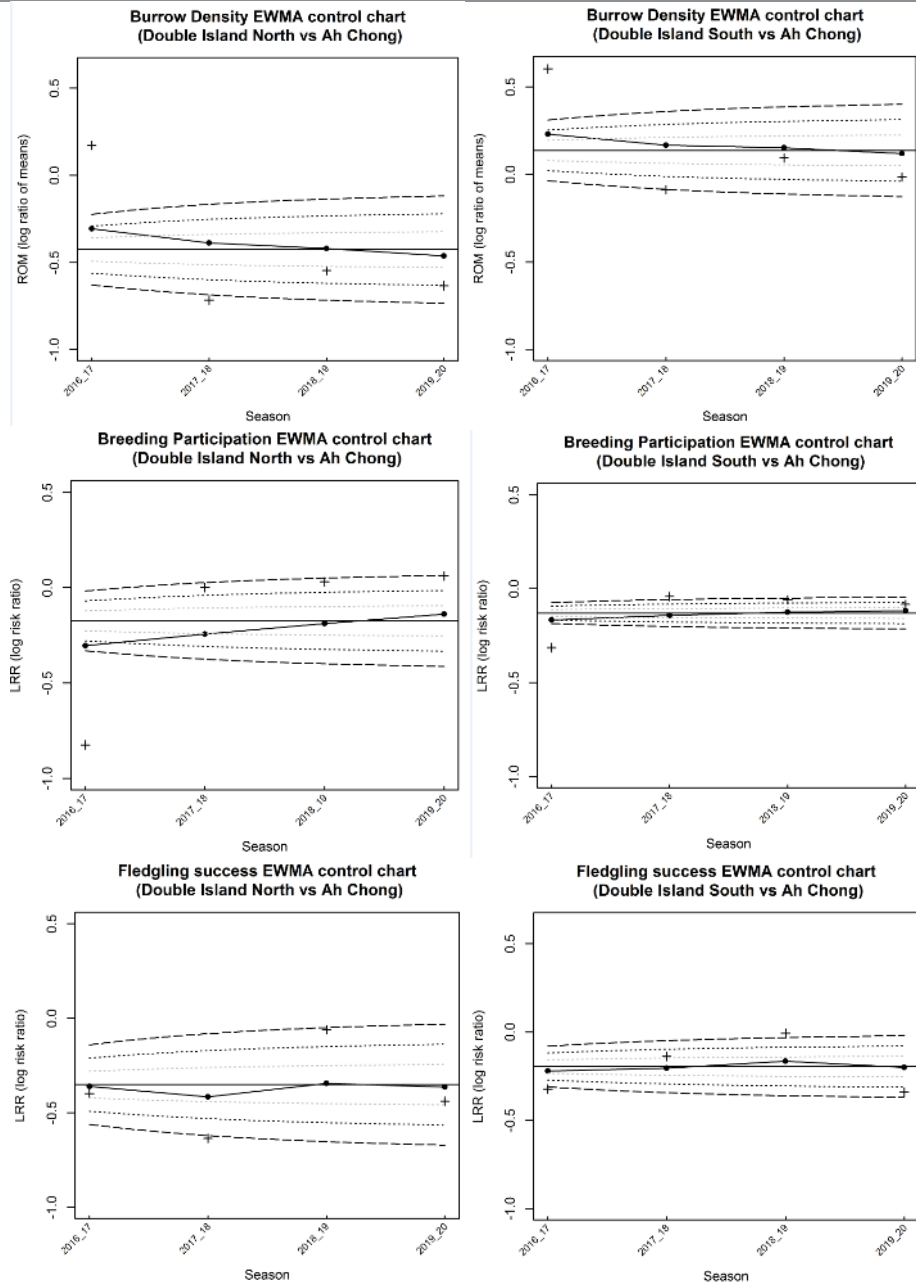 Burrow Density EWMA control chart
(Double Island North vs Ah Chong)
ROM (log ratio of means)
0.5
0.0
-0.5
-1.0
2016_17
2017_18
2018_19
2019_20
Season
Burrow Density EWMA control chart
(Double Island South vs Ah Chong)
ROM (log ratio of means)
0.5
0.0
-0.5
-1.0
2016_17
2017_18
2018_19
2019_20
Season
Breeding Participation EWMA control chart
(Double Island North vs Ah Chong)
LRR (log risk ratio)
0.5
0.0
-0.5
-1.0
2016_17
2017_18
2018_19
2019_20
Season
Breeding Participation EWMA control chart
(Double Island South vs Ah Chong)
LRR (log risk ratio)
0.5
0.0
-0.5
-1.0
2016_17
2017_18
2018_19
2019_20
Season
Fledgling success EWMA control chart
(Double Island North vs Ah Chong)
LRR (log risk ratio)
0.5
0.0
-0.5
-1.0
2016_17
2017_18
2018_19
2019_20
Season
Fledgling success EWMA control chart
(Double Island South vs Ah Chong)
LRR (log risk ratio)
0.5
0.0
-0.5
-1.0
2016_17
2017_18
2018_19
2019_20
Season